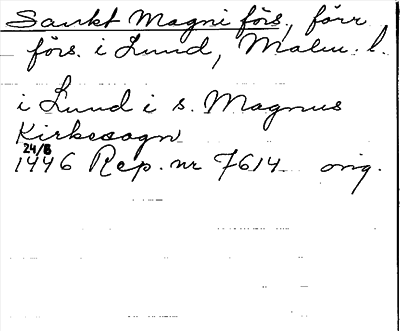 Sankt Magni förs., förr
förs. i Lund, Malm. l.
i Lund i s. Magnus
Kirkesogn
24/8
1446 Rep. nr 7614 orig.